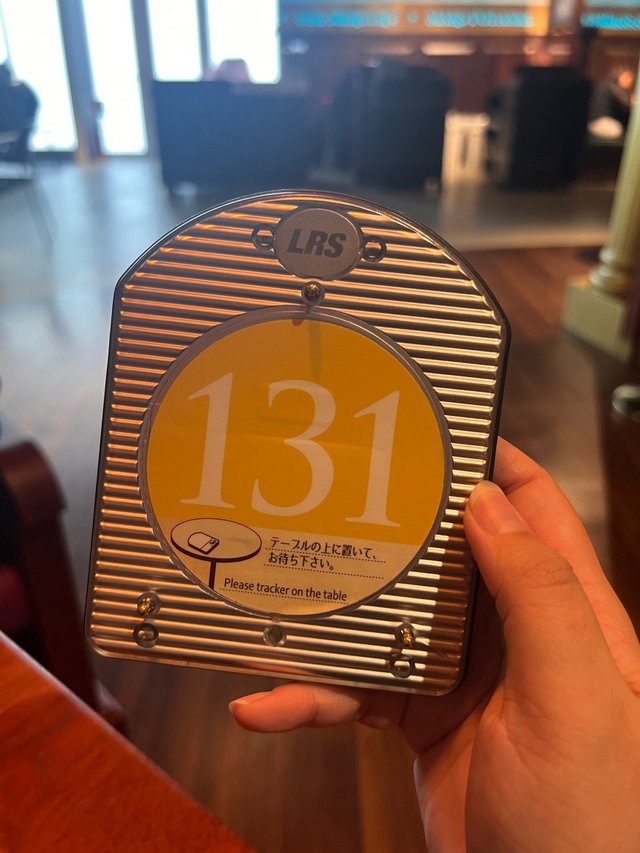 LRS
131
テーブルの上に置いて、
お待ち下さい。
Please tracker on the table